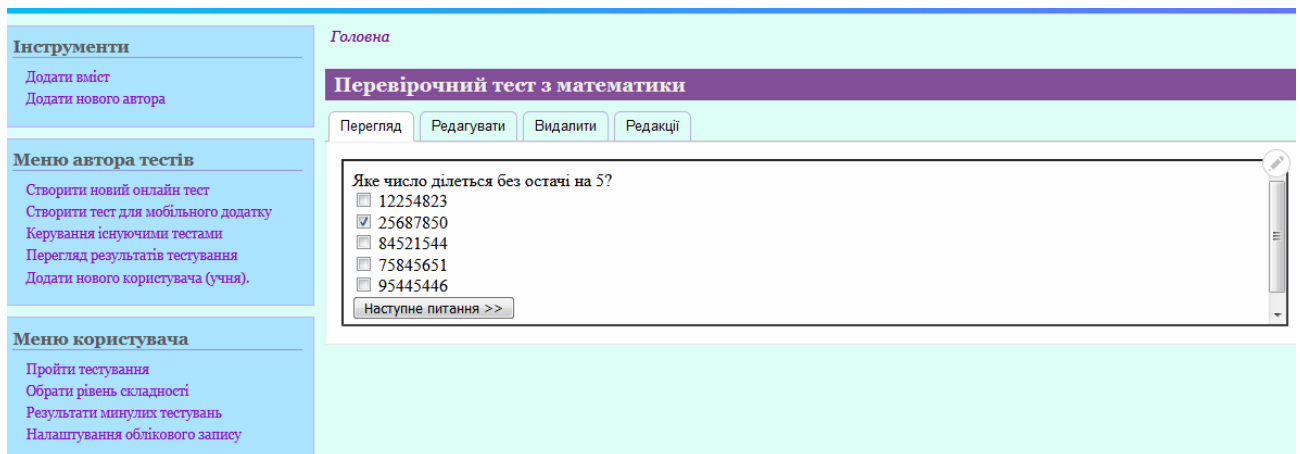 Інструменти
Додати вміст
Додати нового автора
Меню автора тестів
Створити новий онлайн тест
Створити тест для мобільного додатку
Керування існуючими тестами
Перегляд результатів тестування
Додати нового користувача (учня).
Меню користувача
Пройти тестування
Обрати рівень складності
Результати минулих тестувань
Налаштування облікового запису
Головна
Перевірочний тест з математики
Перегляд Редагувати Видалити Редакції
Яке число ділеться без остачі на 5?
12254823
25687850
84521544
75845651
95445446
Наступне питання >>